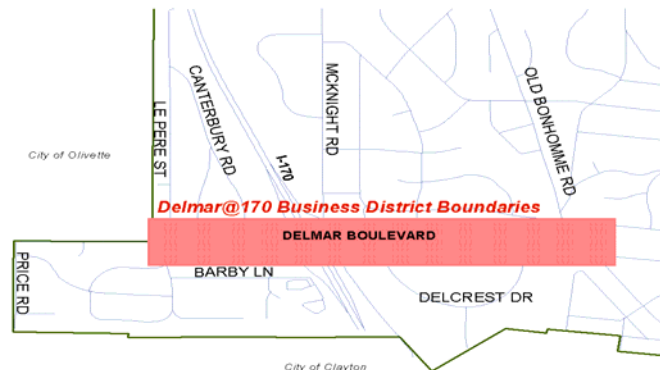 LE PERE ST
CANTERBURY RD
I-170
MCKNIGHT RD
OLD BONHOMME RD
City of Olivette
Delmar@170 Business District Boundaries
DELMAR BOULEVARD
PRICE RD
BARBY LN
DELCREST DR
City of Clayton